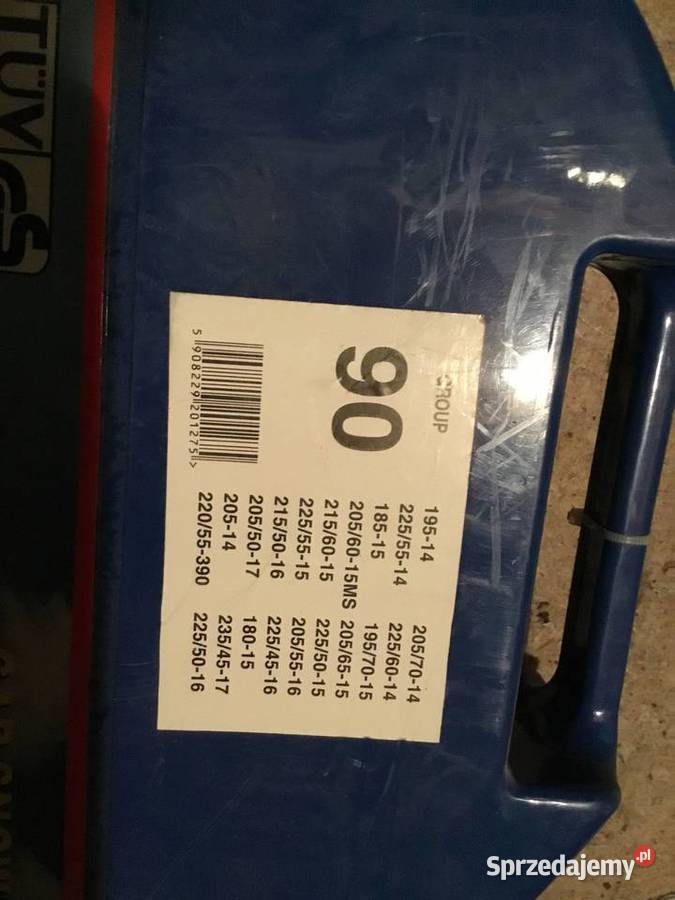 TÜV GS
GROUP
90
5 908229 201275 >
195-14 205/70-14
225/55-14 225/60-14
185-15 195/70-15
205/60-15MS 205/65-15
215/60-15 225/50-15
225/55-15 205/55-16
215/50-16 225/45-16
205/50-17 180-15
205-14 235/45-17
220/55-390 225/50-16
Sprzedajemy.pl